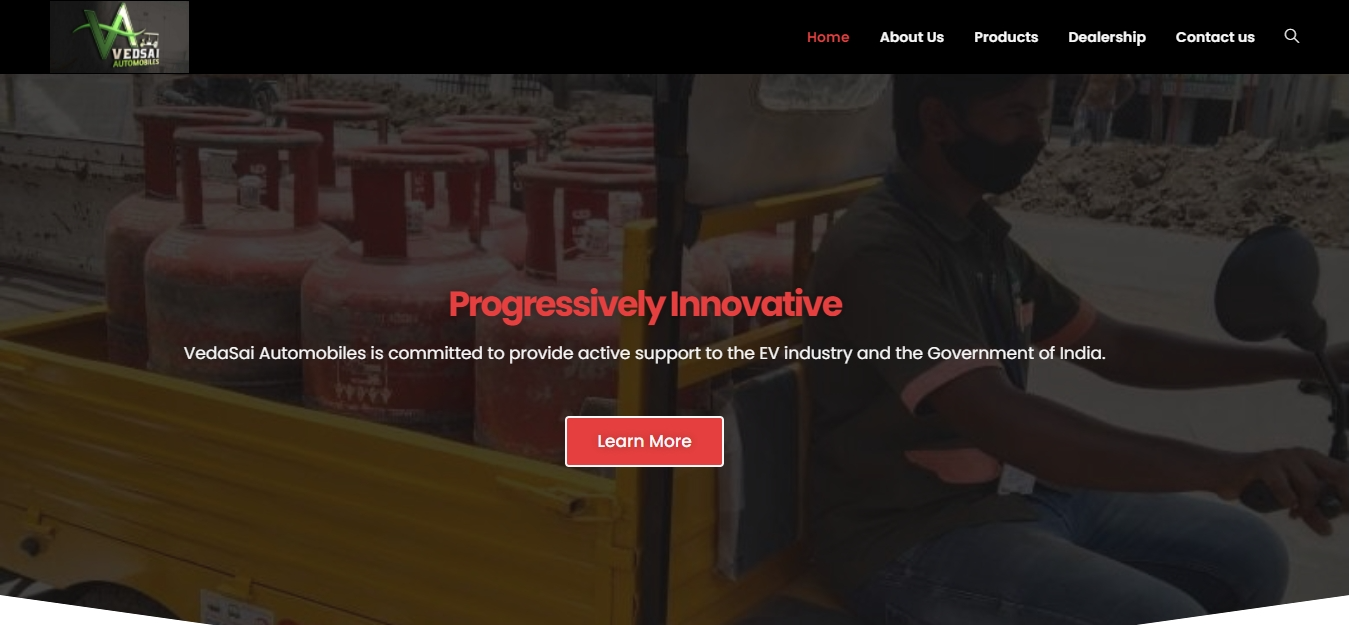 VEDSAI
AUTOMOBILES
Home About Us Products Dealership Contact us
Progressively Innovative
VedaSai Automobiles is committed to provide active support to the EV industry and the Government of India.
Learn More